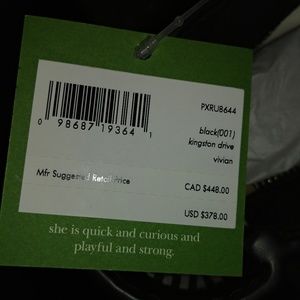 PXRU8644
0 98687 19364 1
black(001)
kingston drive
vivian
Mfr Suggested Retail Price
CAD $448.00
USD $378.00
she is quick and curious and
playful and strong.